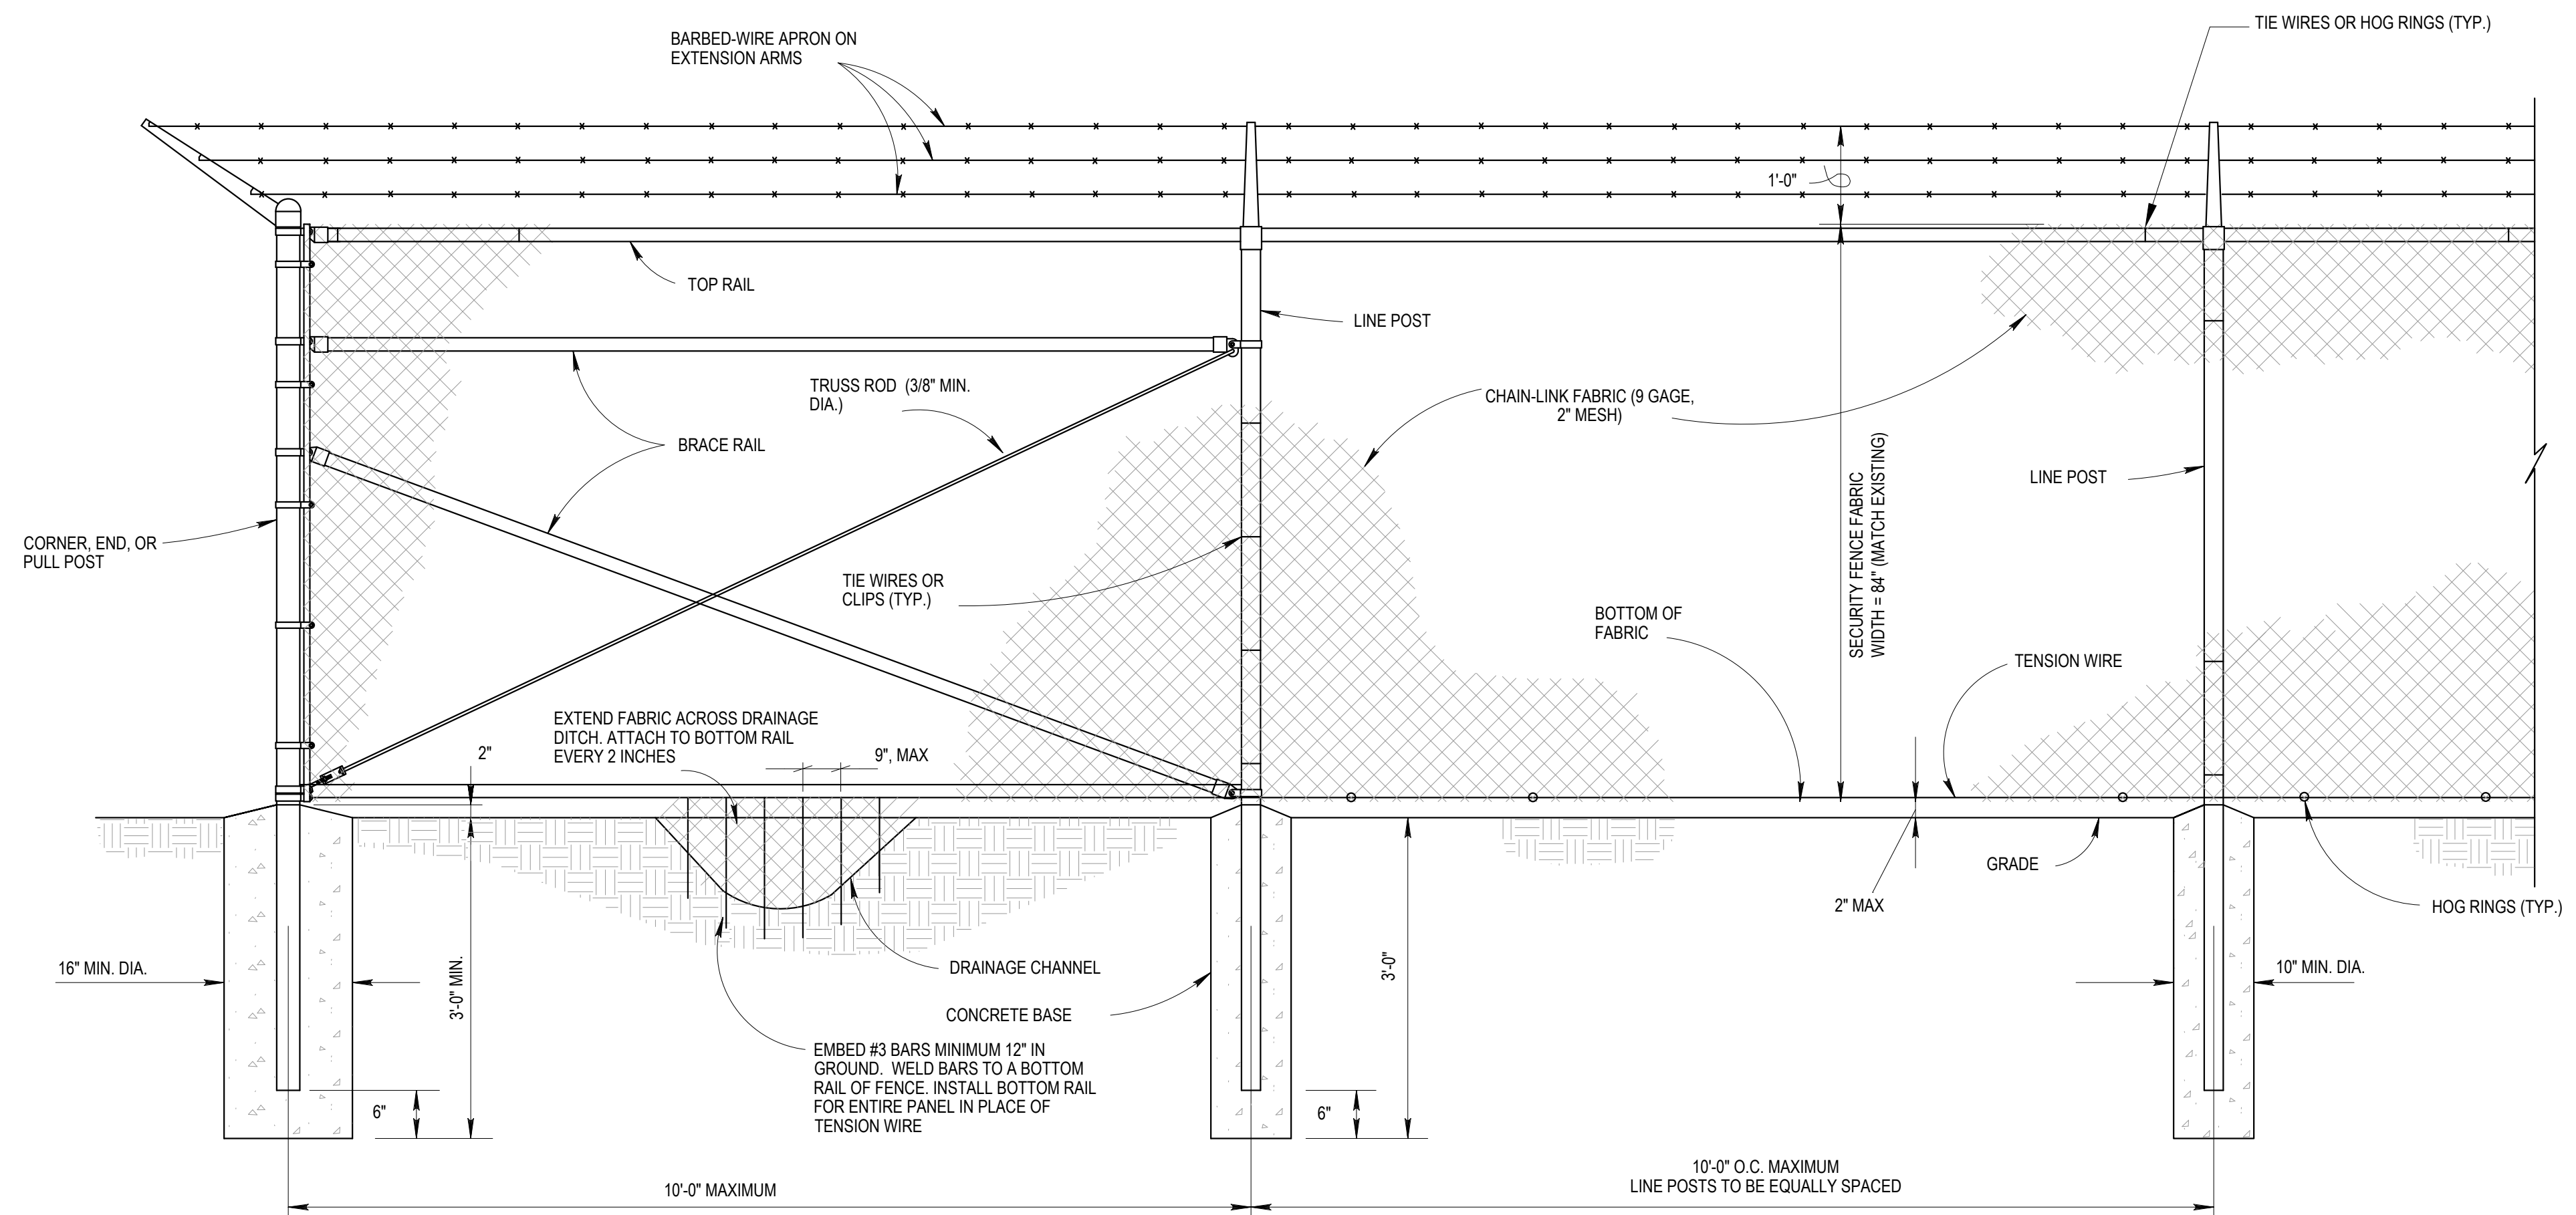 TIE WIRES OR HOG RINGS (TYP.)
BARBED-WIRE APRON ON
EXTENSION ARMS
1'-0"
TOP RAIL
LINE POST
TRUSS ROD (3/8" MIN.
DIA.)
CHAIN-LINK FABRIC (9 GAGE,
2" MESH)
BRACE RAIL
SECURITY FENCE FABRIC
WIDTH = 84" (MATCH EXISTING)
LINE POST
CORNER, END, OR
PULL POST
TIE WIRES OR
CLIPS (TYP.)
BOTTOM OF
FABRIC
TENSION WIRE
EXTEND FABRIC ACROSS DRAINAGE
DITCH. ATTACH TO BOTTOM RAIL
EVERY 2 INCHES
2"
9", MAX
GRADE
2" MAX
HOG RINGS (TYP.)
16" MIN. DIA.
3'-0" MIN.
DRAINAGE CHANNEL
3'-0"
10" MIN. DIA.
CONCRETE BASE
EMBED #3 BARS MINIMUM 12" IN
GROUND. WELD BARS TO A BOTTOM
RAIL OF FENCE. INSTALL BOTTOM RAIL
FOR ENTIRE PANEL IN PLACE OF
TENSION WIRE
6"
6"
10'-0" MAXIMUM
10'-0" O.C. MAXIMUM
LINE POSTS TO BE EQUALLY SPACED